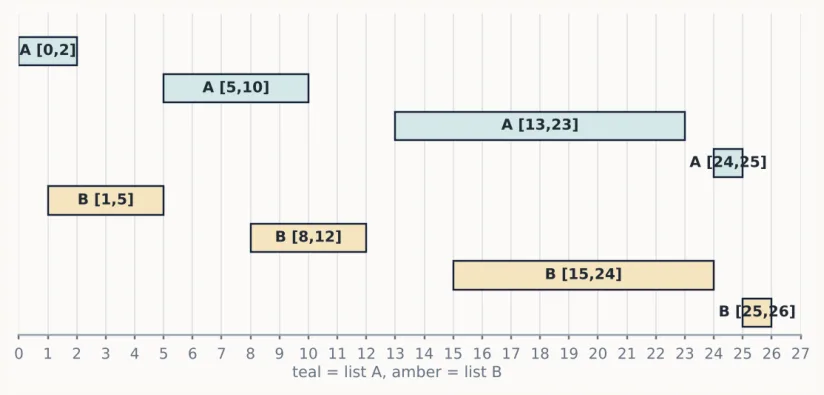 A [0,2]
A [5,10]
A [13,23]
A [24,25]
B [1,5]
B [8,12]
B [15,24]
B [25,26]
0 1 2 3 4 5 6 7 8 9 10 11 12 13 14 15 16 17 18 19 20 21 22 23 24 25 26 27
teal = list A, amber = list B